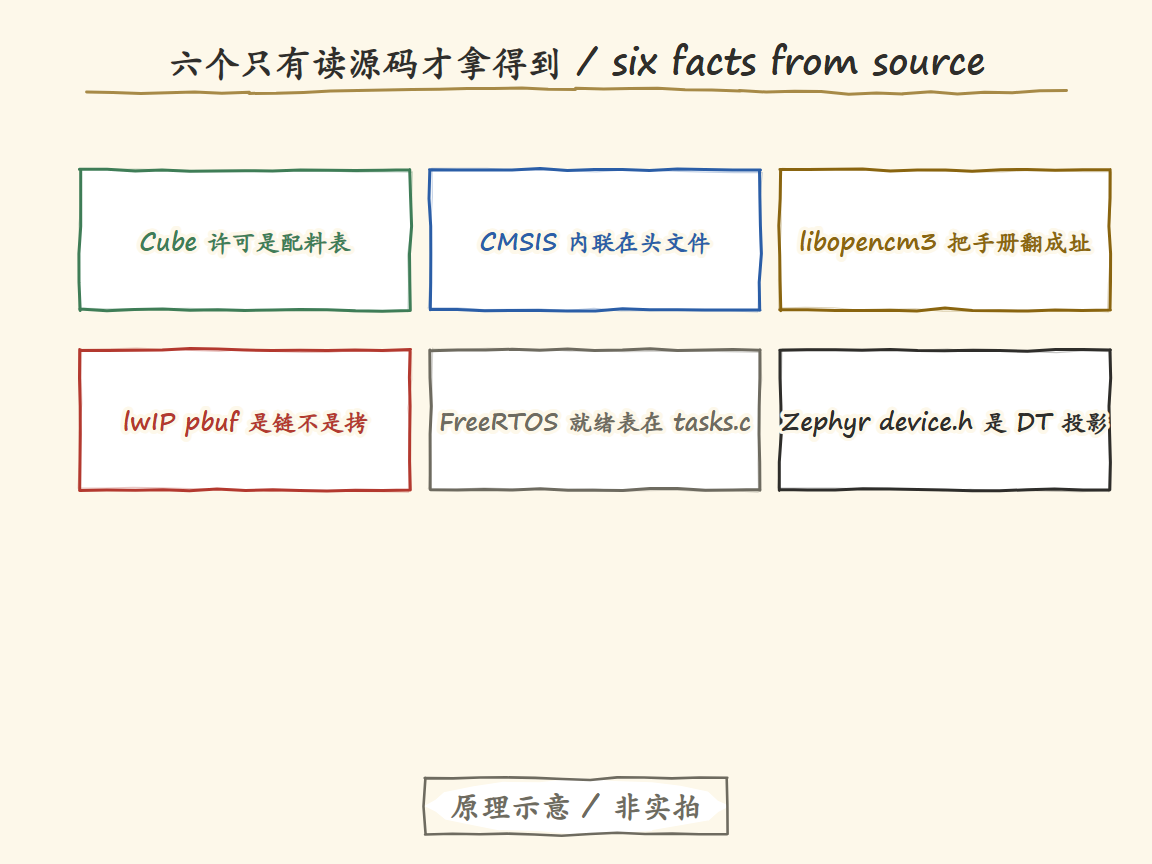 六个只有读源码才拿得到 / six facts from source
Cube 许可是配料表
CMSIS 内联在头文件
libopencm3 把手册翻成址
lwIP pbuf 是链不是拷
FreeRTOS 就绪表在 tasks.c
Zephyr device.h 是 DT 投影
原理示意 / 非实拍